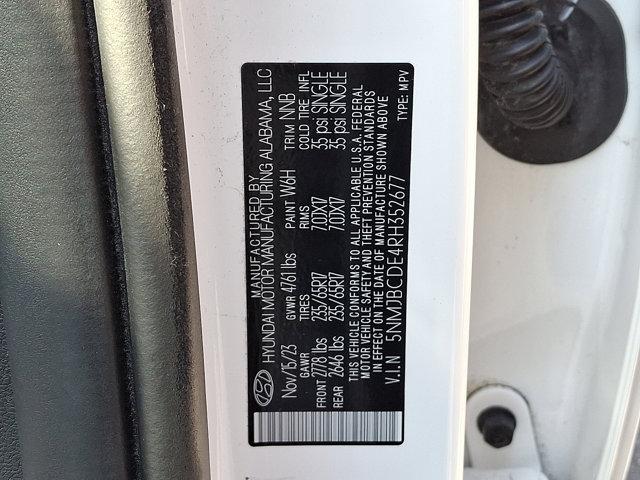 MANUFACTURED BY
HYUNDAI MOTOR MANUFACTURING ALABAMA, LLC
Nov/15/23 GVWR 4761lbs PAINT W6H TRIM NNB
GAWR TIRES RIMS COLD TIRE INFL
FRONT 2778 lbs 235/65R17 7.0JX17 35 psi SINGLE
REAR 2646 lbs 235/65R17 7.0JX17 35 psi SINGLE
THIS VEHICLE CONFORMS TO ALL APPLICABLE U.S.A. FEDERAL
MOTOR VEHICLE SAFETY AND THEFT PREVENTION STANDARDS
IN EFFECT ON THE DATE OF MANUFACTURE SHOWN ABOVE
V.I.N 5NMJBCDE4RH352677 TYPE: MPV